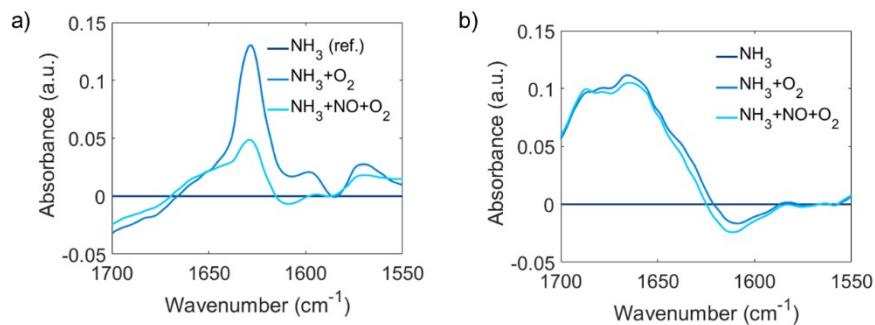 a)
0.15
0.1
0.05
0
-0.05
Absorbance (a.u.)
NH3 (ref.)
NH3+O2
NH3+NO+O2
1700
1650
1600
1550
Wavenumber (cm-1)
b)
0.15
0.1
0.05
0
-0.05
Absorbance (a.u.)
NH3
NH3+O2
NH3+NO+O2
1700
1650
1600
1550
Wavenumber (cm-1)